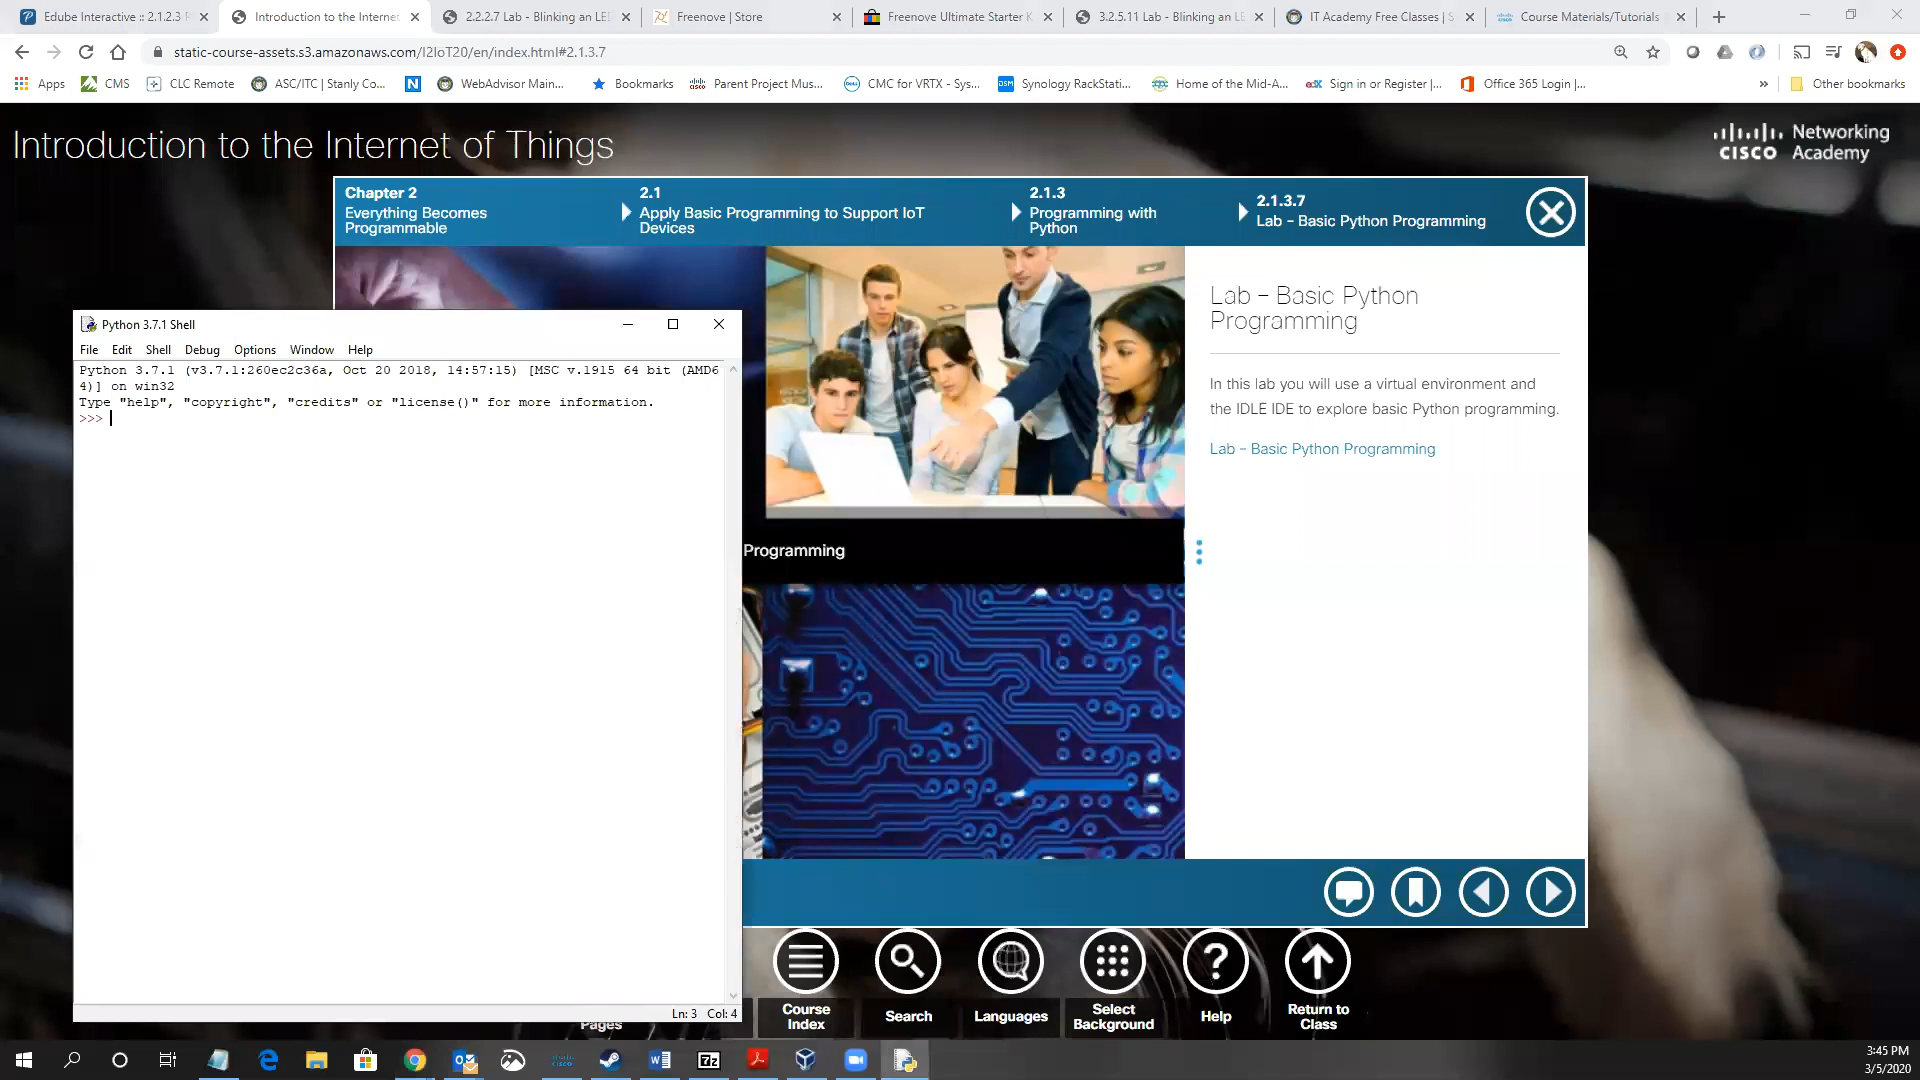 Edube Interactive :: 2.1.2.3
Introduction to the Internet
2.2.2.7 Lab - Blinking an LE
Freenove | Store
Freenove Ultimate Starter K
3.2.5.11 Lab - Blinking an LE
IT Academy Free Classes | S
Course Materials/Tutorials
static-course-assets.s3.amazonaws.com/I2IoT20/en/index.html#2.1.3.7
Apps
CMS
CLC Remote
ASC/ITC | Stanly Co...
WebAdvisor Main...
Bookmarks
Parent Project Mus...
CMC for VRTX - Sys...
DSM
Synology RackStati...
Home of the Mid-A...
edX
Sign in or Register |...
Office 365 Login |...
»
Other bookmarks
Introduction to the Internet of Things
CISCO
Networking
Academy
Chapter 2
Everything Becomes
Programmable
2.1
Apply Basic Programming to Support IoT
Devices
2.1.3
Programming with
Python
2.1.3.7
Lab – Basic Python Programming
Lab – Basic Python
Programming
In this lab you will use a virtual environment and
the IDLE IDE to explore basic Python programming.
Lab – Basic Python Programming
Python 3.7.1 Shell
File Edit Shell Debug Options Window Help
Python 3.7.1 (v3.7.1:260ec2c36a, Oct 20 2018, 14:57:15) [MSC v.1915 64 bit (AMD6
4)] on win32
Type "help", "copyright", "credits" or "license()" for more information.
>>>
Ln: 3 Col: 4
Programming
Pages
Course
Index
Search
Languages
Select
Background
?
Help
Return to
Class
7z
3:45 PM
3/5/2020